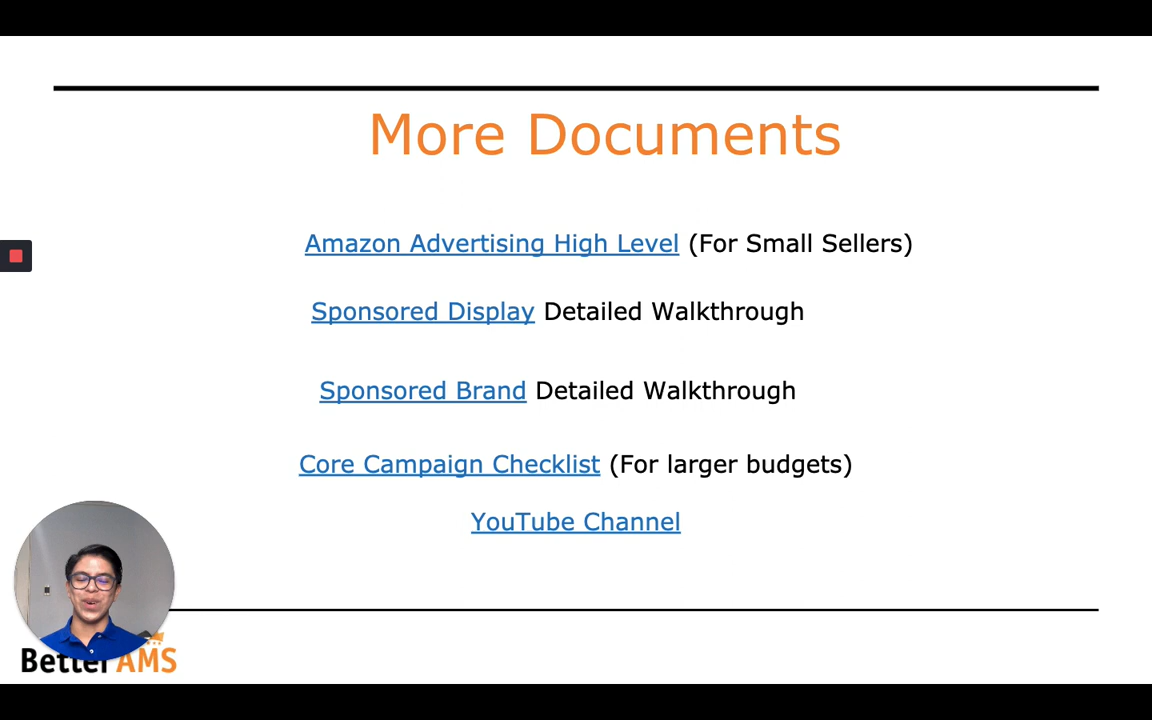 More Documents
Amazon Advertising High Level (For Small Sellers)
Sponsored Display Detailed Walkthrough
Sponsored Brand Detailed Walkthrough
Core Campaign Checklist (For larger budgets)
YouTube Channel
Better AMS